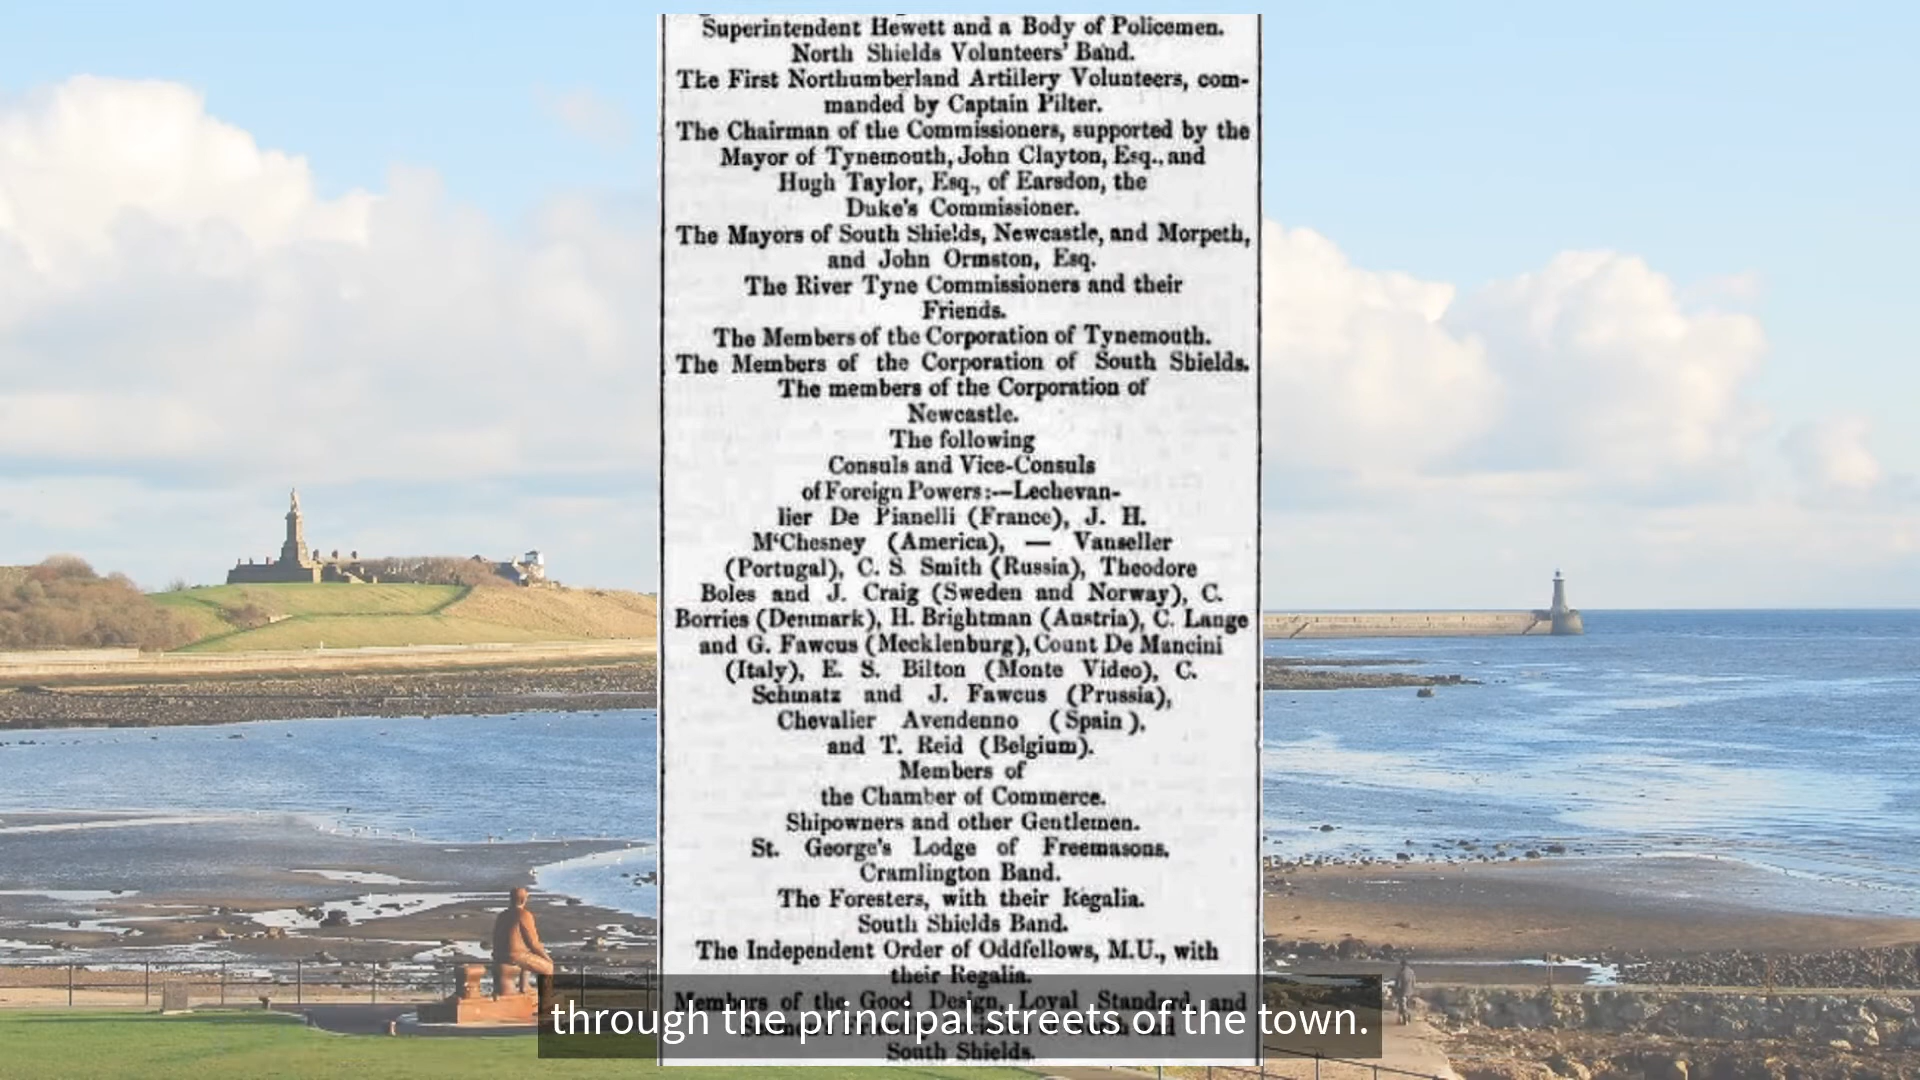 Superintendent Hewett and a Body of Policemen.
North Shields Volunteers' Band.
The First Northumberland Artillery Volunteers, com-
manded by Captain Pilter.
The Chairman of the Commissioners, supported by the
Mayor of Tynemouth, John Clayton, Esq., and
Hugh Taylor, Esq., of Earsdon, the
Duke's Commissioner.
The Mayors of South Shields, Newcastle, and Morpeth,
and John Ormston, Esq.
The River Tyne Commissioners and their
Friends.
The Members of the Corporation of Tynemouth.
The Members of the Corporation of South Shields.
The members of the Corporation of
Newcastle.
The following
Consuls and Vice-Consuls
of Foreign Powers:—Lechevan-
lier De Pianelli (France), J. H.
M'Chesney (America), — Vanseller
(Portugal), C. S. Smith (Russia), Theodore
Boles and J. Craig (Sweden and Norway), C.
Borries (Denmark), H. Brightman (Austria), C. Lange
and G. Fawcus (Mecklenburg), Count De Mancini
(Italy), E. S. Bilton (Monte Video), C.
Schmatz and J. Fawcus (Prussia),
Chevalier Avendenno (Spain),
and T. Reid (Belgium).
Members of
the Chamber of Commerce.
Shipowners and other Gentlemen.
St. George's Lodge of Freemasons.
Cramlington Band.
The Foresters, with their Regalia.
South Shields Band.
The Independent Order of Oddfellows, M.U., with
their Regalia.
Members of the Good Design, Loyal Standard, and
through the principal streets of the town.
South Shields.